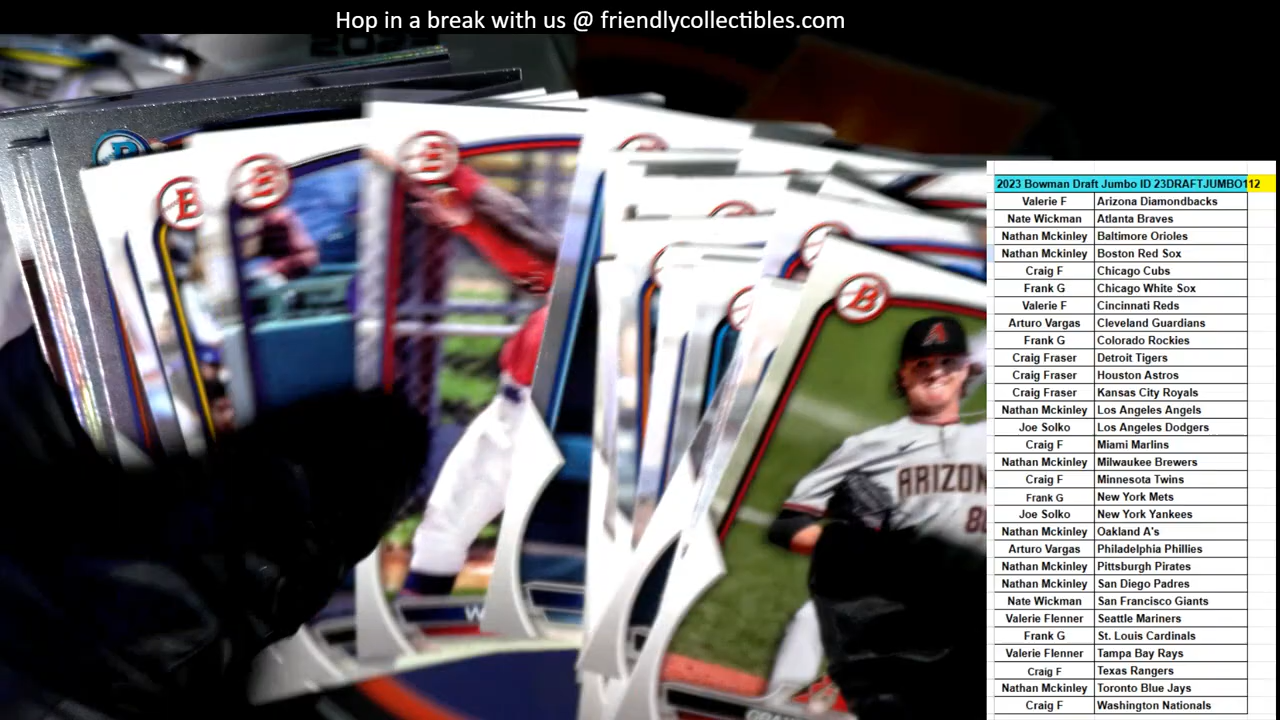 Hop in a break with us @ friendlycollectibles.com
2023 Bowman Draft Jumbo ID 23DRAFTJUMBO112
Valerie F Arizona Diamondbacks
Nate Wickman Atlanta Braves
Nathan Mckinley Baltimore Orioles
Nathan Mckinley Boston Red Sox
Craig F Chicago Cubs
Frank G Chicago White Sox
Valerie F Cincinnati Reds
Arturo Vargas Cleveland Guardians
Frank G Colorado Rockies
Craig Fraser Detroit Tigers
Craig Fraser Houston Astros
Craig Fraser Kansas City Royals
Nathan Mckinley Los Angeles Angels
Joe Solko Los Angeles Dodgers
Craig F Miami Marlins
Nathan Mckinley Milwaukee Brewers
Craig F Minnesota Twins
Frank G New York Mets
Joe Solko New York Yankees
Nathan Mckinley Oakland A's
Arturo Vargas Philadelphia Phillies
Nathan Mckinley Pittsburgh Pirates
Nathan Mckinley San Diego Padres
Nate Wickman San Francisco Giants
Valerie Flenner Seattle Mariners
Frank G St. Louis Cardinals
Valerie Flenner Tampa Bay Rays
Craig F Texas Rangers
Nathan Mckinley Toronto Blue Jays
Craig F Washington Nationals
B
B
B
B
B
A
ARIZON